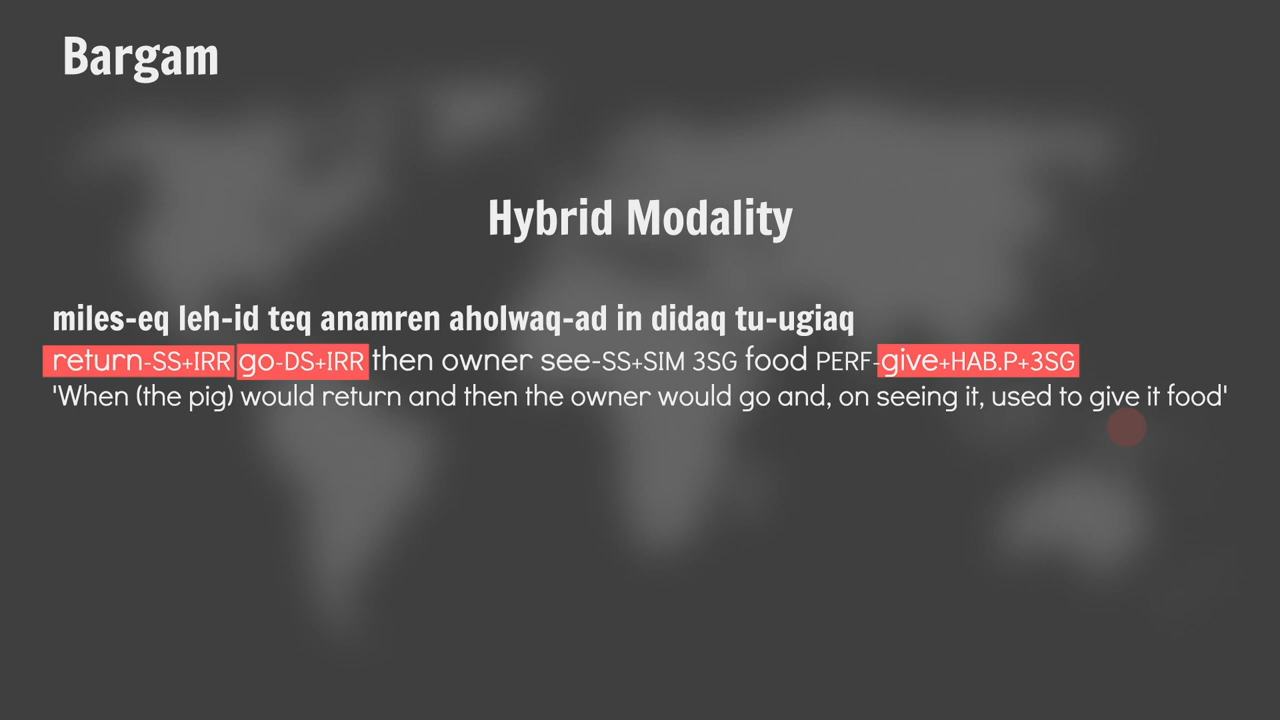 Bargam
Hybrid Modality
miles-eq leh-id teq anamren aholwaq-ad in didaq tu-ugiaq
return-SS+IRR go-DS+IRR then owner see-SS+SIM 3SG food PERF-give+HAB.P+3SG
'When (the pig) would return and then the owner would go and, on seeing it, used to give it food'